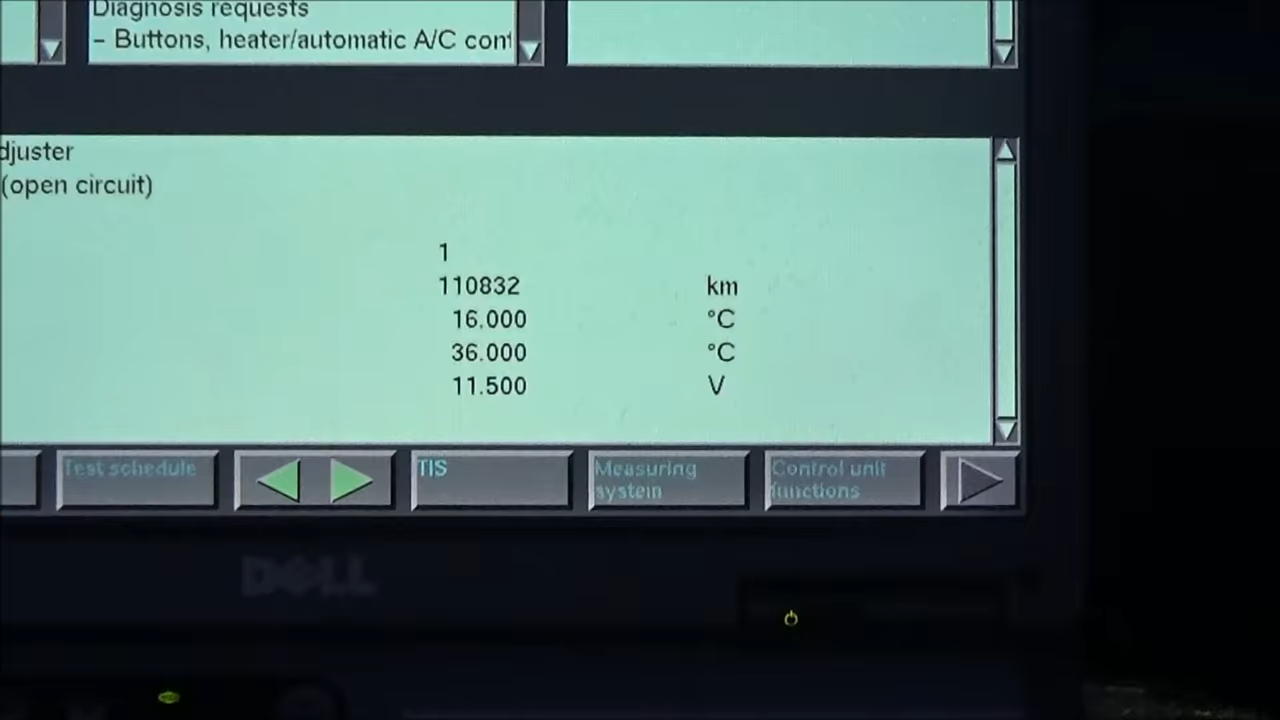 Diagnosis requests
– Buttons, heater/automatic A/C cont
djuster
(open circuit)
1
110832 km
16.000 °C
36.000 °C
11.500 V
Test schedule
TIS
Measuring system
Control unit functions
DELL